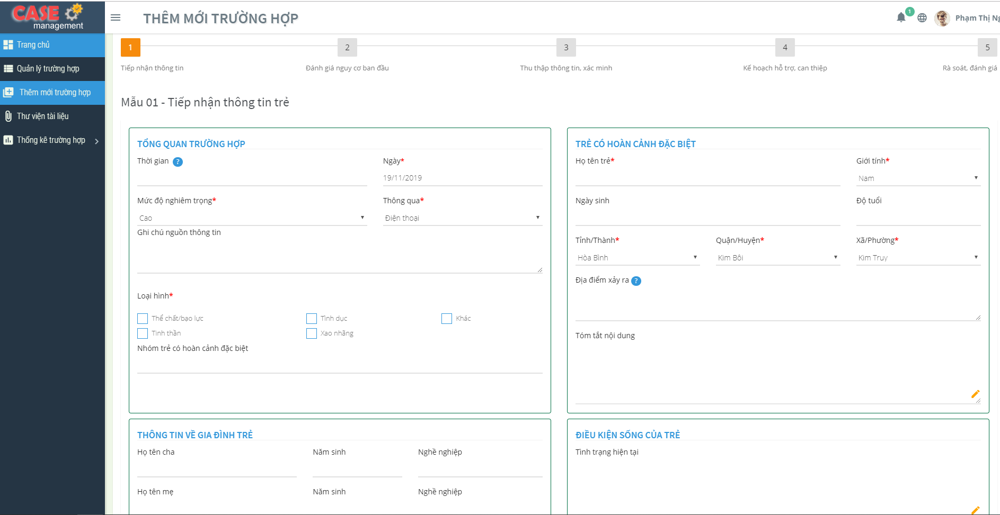 CASE
management
THÊM MỚI TRƯỜNG HỢP
1
Phạm Thị
Trang chủ
Quản lý trường hợp
Thêm mới trường hợp
Thư viện tài liệu
Thống kê trường hợp
1
2
3
4
5
Tiếp nhận thông tin
Đánh giá nguy cơ ban đầu
Thu thập thông tin, xác minh
Kế hoạch hỗ trợ, can thiệp
Rà soát, đánh giá
Mẫu 01 - Tiếp nhận thông tin trẻ
TỔNG QUAN TRƯỜNG HỢP
Thời gian ?
Ngày*
19/11/2019
Mức độ nghiêm trọng*
Thông qua*
Cao
Điện thoại
Ghi chú nguồn thông tin
Loại hình*
Thể chất/bạo lực
Tình dục
Khác
Tinh thần
Xao nhãng
Nhóm trẻ có hoàn cảnh đặc biệt
TRẺ CÓ HOÀN CẢNH ĐẶC BIỆT
Họ tên trẻ*
Giới tính*
Nam
Ngày sinh
Độ tuổi
Tỉnh/Thành*
Quận/Huyện*
Xã/Phường*
Hòa Bình
Kim Bôi
Kim Truy
Địa điểm xảy ra ?
Tóm tắt nội dung
THÔNG TIN VỀ GIA ĐÌNH TRẺ
Họ tên cha
Năm sinh
Nghề nghiệp
Họ tên mẹ
Năm sinh
Nghề nghiệp
ĐIỀU KIỆN SỐNG CỦA TRẺ
Tình trạng hiện tại